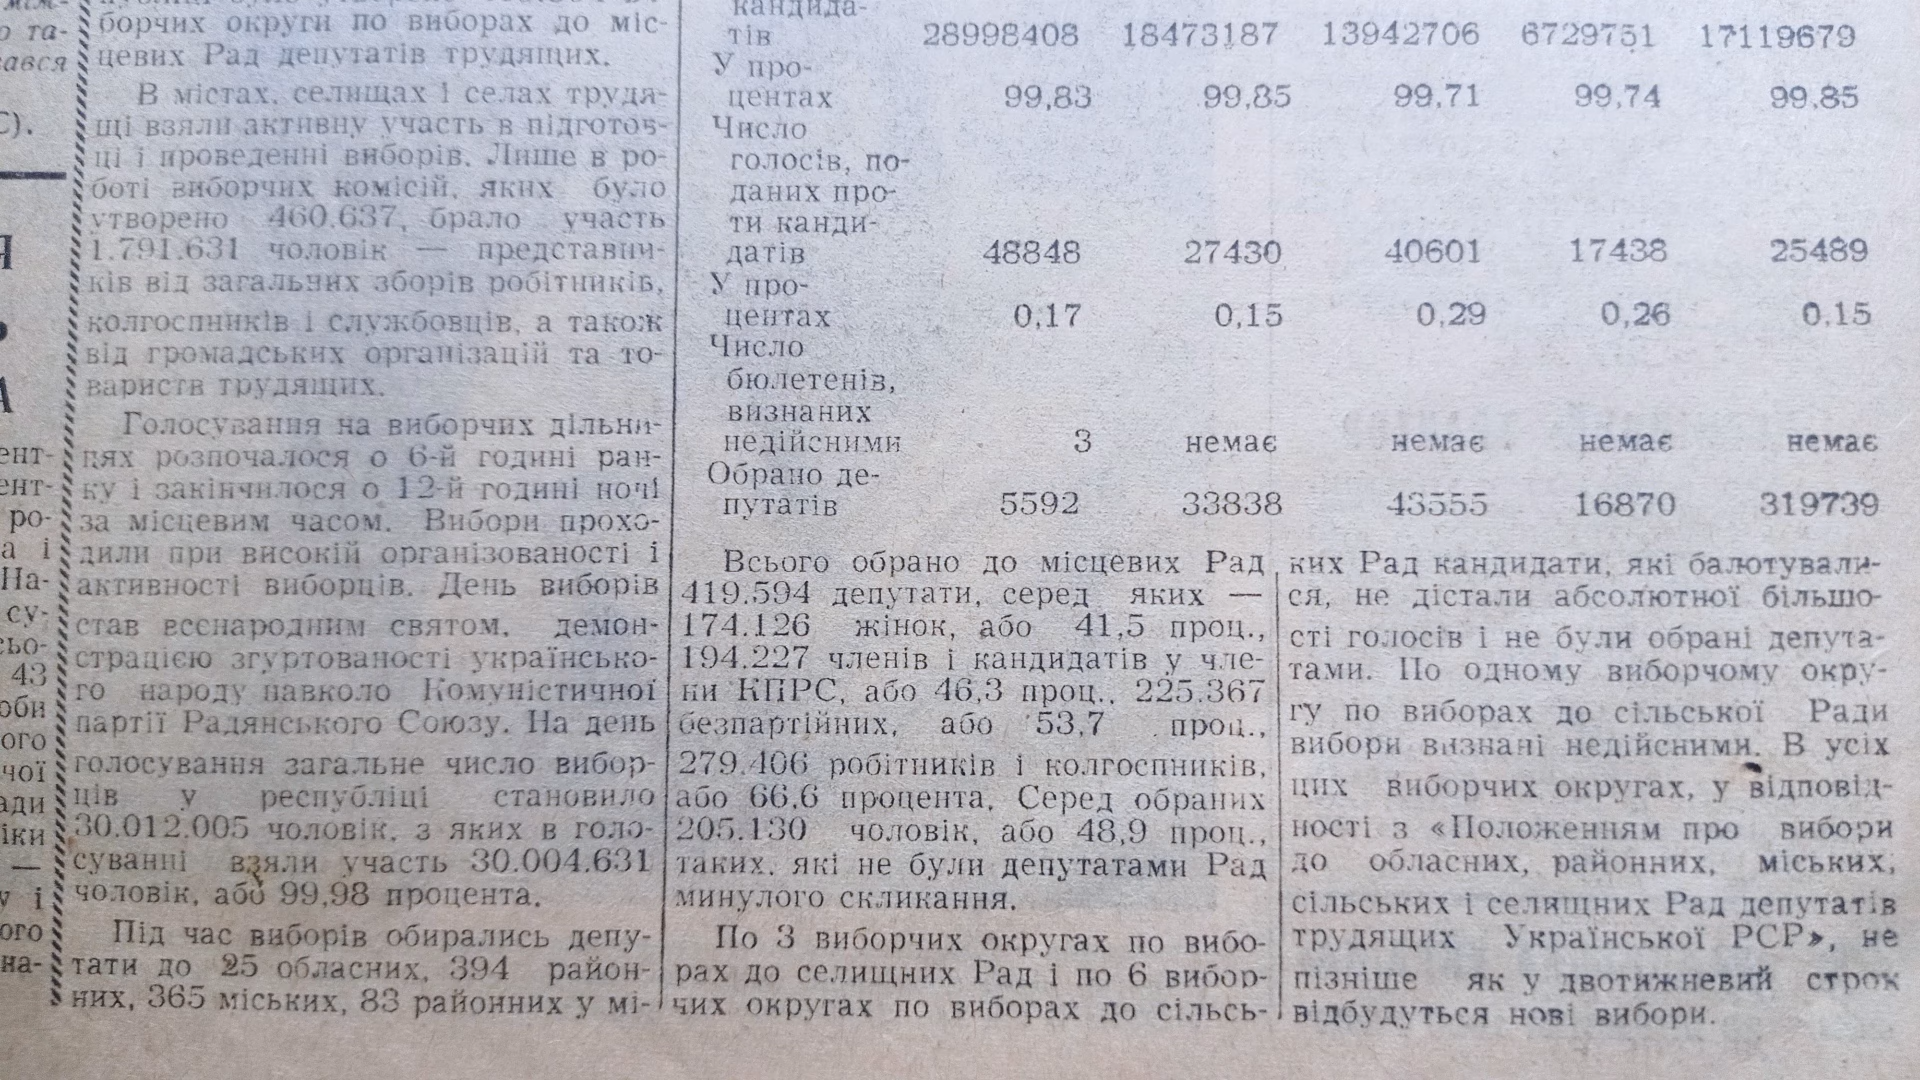 борчих округи по виборах до міс-
цевих Рад депутатів трудящих.
В містах, селищах і селах трудя-
щі взяли активну участь в підготов-
ці і проведенні виборів. Лише в ро-
боті виборчих комісій, яких було
утворено 460.637, брало участь
1.791.631 чоловік — представни-
ків від загальних зборів робітників,
колгоспників і службовців, а також
від громадських організацій та то-
вариств трудящих.
Голосування на виборчих дільни-
цях розпочалося о 6-й годині ран-
ку і закінчилося о 12-й годині ночі
за місцевим часом. Вибори прохо-
дили при високій організованості і
активності виборців. День виборів
став всенародним святом, демон-
страцією згуртованості українсько-
го народу навколо Комуністичної
партії Радянського Союзу. На день
голосування загальне число вибор-
ців у республіці становило
30.012.005 чоловік, з яких в голо-
суванні взяли участь 30.004.631
чоловік, або 99,98 процента.
Під час виборів обирались депу-
тати до 25 обласних, 394 район-
них, 365 міських, 83 районних у мі-
кандида-
тів 28998408 18473187 13942706 6729751 17119679
У про-
центах 99,83 99,85 99,71 99,74 99,85
Число
голосів, по-
даних про-
ти канди-
датів 48848 27430 40601 17438 25489
У про-
центах 0,17 0,15 0,29 0,26 0,15
Число
бюлетенів,
визнаних
недійсними 3 немає немає немає немає
Обрано де-
путатів 5592 33838 43555 16870 319739
Всього обрано до місцевих Рад
419.594 депутати, серед яких —
174.126 жінок, або 41,5 проц.,
194.227 членів і кандидатів у чле-
ни КПРС, або 46,3 проц., 225.367
безпартійних, або 53,7 проц.,
279.406 робітників і колгоспників,
або 66,6 процента. Серед обраних
205.130 чоловік, або 48,9 проц.,
таких, які не були депутатами Рад
минулого скликання.
По 3 виборчих округах по вибо-
рах до селищних Рад і по 6 вибор-
чих округах по виборах до сільсь-
ких Рад кандидати, які балотували-
ся, не дістали абсолютної більшо-
сті голосів і не були обрані депута-
тами. По одному виборчому окру-
гу по виборах до сільської Ради
вибори визнані недійсними. В усіх
цих виборчих округах, у відповід-
ності з «Положенням про вибори
до обласних, районних, міських,
сільських і селищних Рад депутатів
трудящих Української РСР», не
пізніше як у двотижневий строк
відбудуться нові вибори.